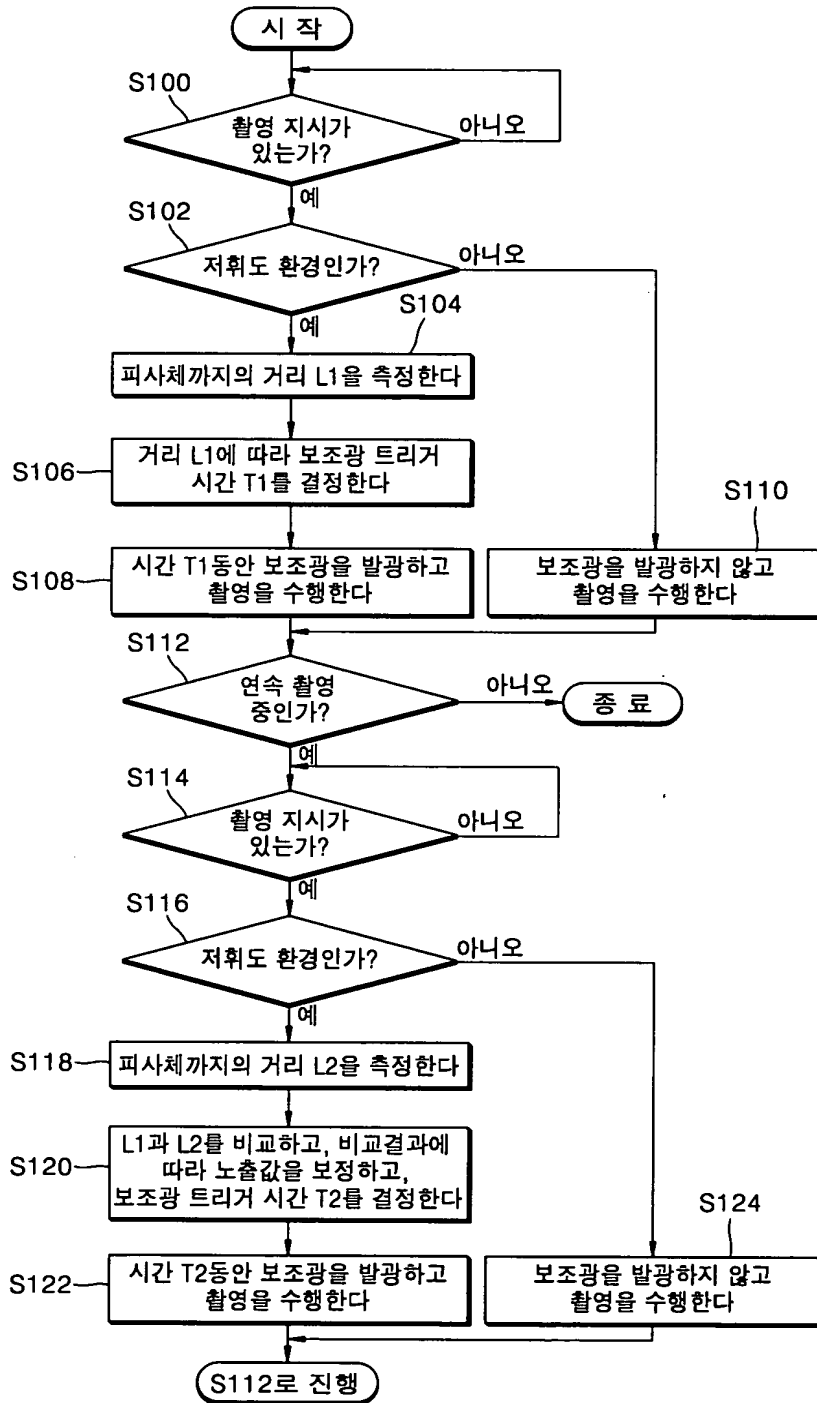 시 작
S100
촬영 지시가
있는가?
아니오
예
S102
저휘도 환경인가?
아니오
예
S104
피사체까지의 거리 L1을 측정한다
S106
거리 L1에 따라 보조광 트리거
시간 T1를 결정한다
S110
S108
시간 T1동안 보조광을 발광하고
촬영을 수행한다
보조광을 발광하지 않고
촬영을 수행한다
S112
연속 촬영
중인가?
아니오
종 료
예
S114
촬영 지시가
있는가?
아니오
예
S116
저휘도 환경인가?
아니오
예
S118
피사체까지의 거리 L2을 측정한다
S120
L1과 L2를 비교하고, 비교결과에
따라 노출값을 보정하고,
보조광 트리거 시간 T2를 결정한다
S124
S122
시간 T2동안 보조광을 발광하고
촬영을 수행한다
보조광을 발광하지 않고
촬영을 수행한다
S112로 진행